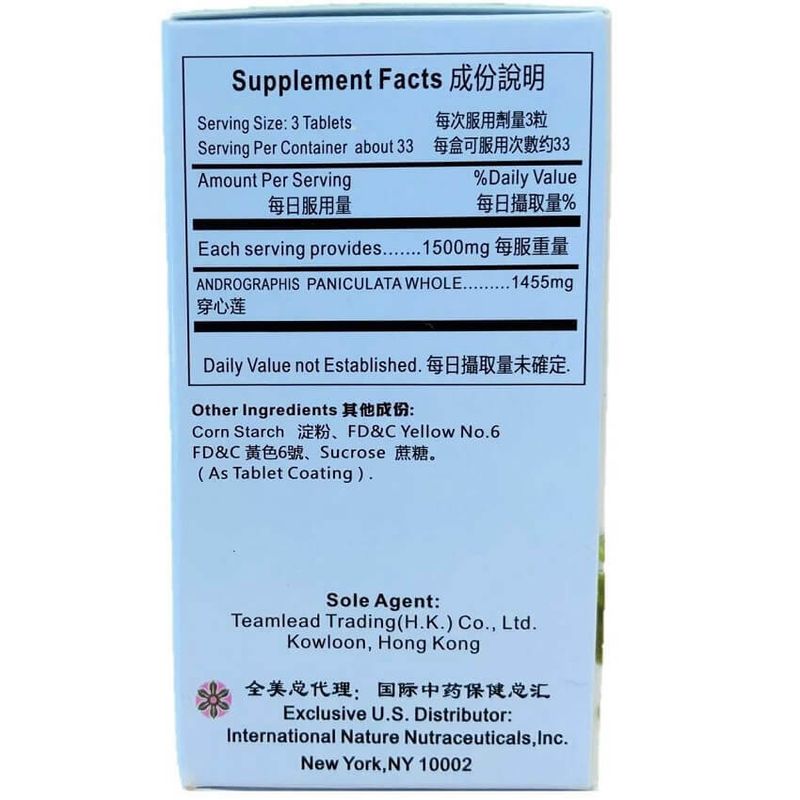 Supplement Facts 成份說明
Serving Size: 3 Tablets 每次服用劑量3粒
Serving Per Container about 33 每盒可服用次數约33
Amount Per Serving %Daily Value
每日服用量 每日攝取量%
Each serving provides.......1500mg 每服重量
ANDROGRAPHIS PANICULATA WHOLE.........1455mg
穿心莲
Daily Value not Established. 每日攝取量未確定.
Other Ingredients 其他成份:
Corn Starch 淀粉、FD&C Yellow No.6
FD&C 黃色6號、Sucrose 蔗糖。
( As Tablet Coating ) .
Sole Agent:
Teamlead Trading(H.K.) Co., Ltd.
Kowloon, Hong Kong
全美总代理: 国际中药保健总汇
Exclusive U.S. Distributor:
International Nature Nutraceuticals,Inc.
New York,NY 10002